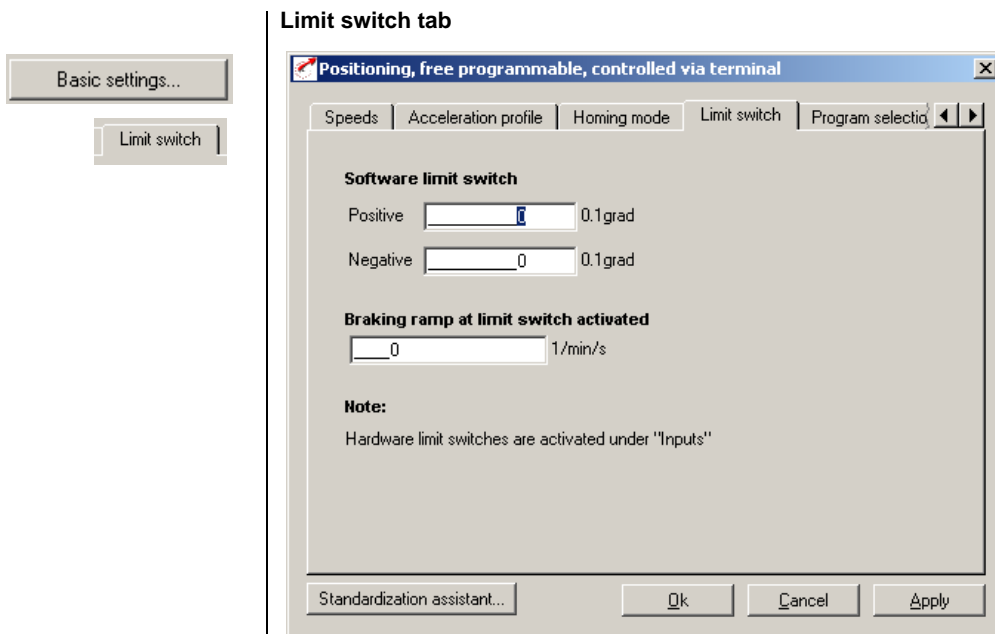 Limit switch tab
Basic settings...
Limit switch
Positioning, free programmable, controlled via terminal
Speeds
Acceleration profile
Homing mode
Limit switch
Program selectio
Software limit switch
Positive
0
0.1grad
Negative
0
0.1grad
Braking ramp at limit switch activated
0
1/min/s
Note:
Hardware limit switches are activated under "Inputs"
Standardization assistant...
Ok
Cancel
Apply